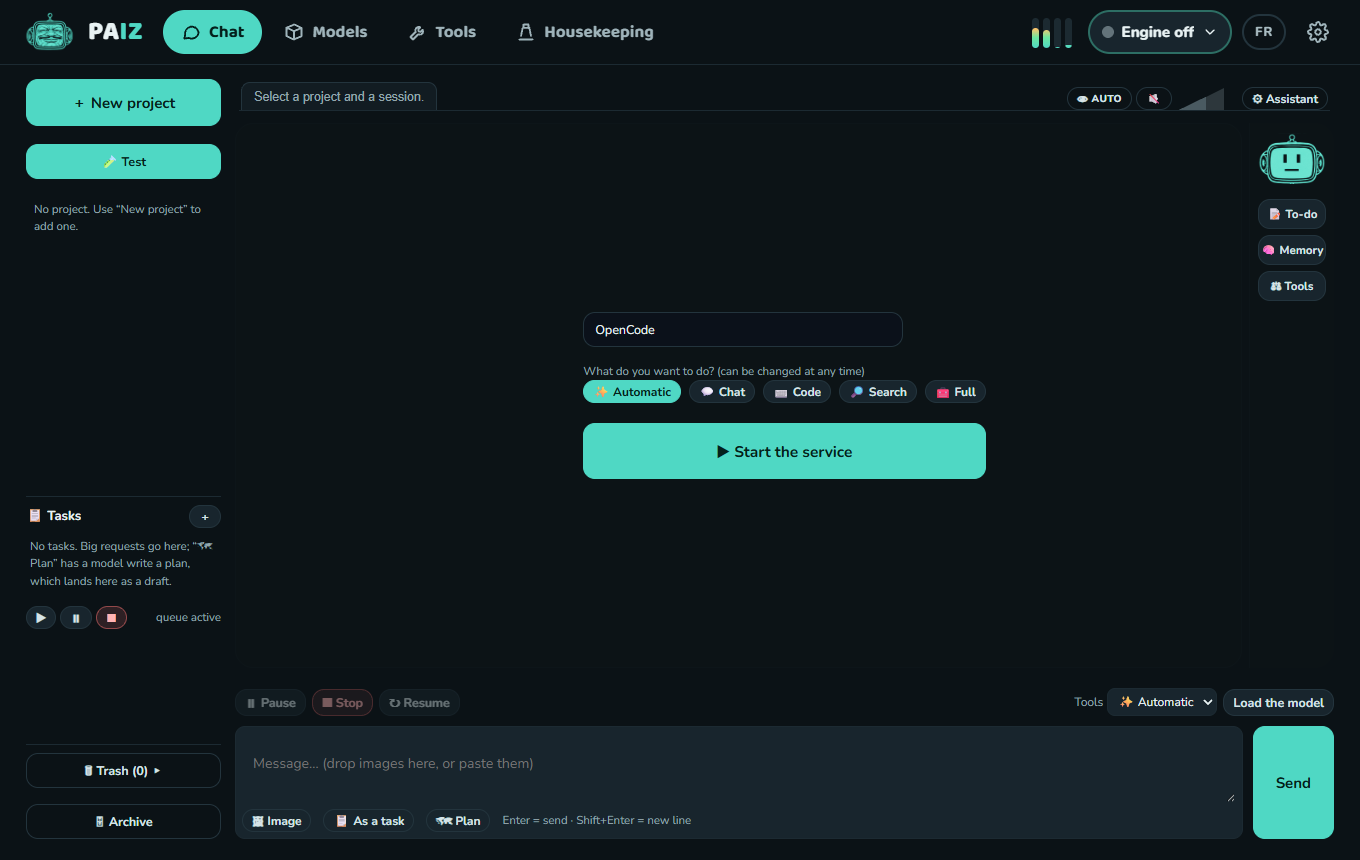 PAIZ
Chat
Models
Tools
Housekeeping
Engine off
FR
+ New project
Test
No project. Use “New project” to
add one.
Select a project and a session.
AUTO
Assistant
To-do
Memory
Tools
OpenCode
What do you want to do? (can be changed at any time)
Automatic
Chat
Code
Search
Full
Start the service
Tasks
+
No tasks. Big requests go here; “🗺
Plan” has a model write a plan,
which lands here as a draft.
queue active
Pause
Stop
Resume
Tools
Automatic
Load the model
Trash (0)
Archive
Message... (drop images here, or paste them)
Image
As a task
Plan
Enter = send · Shift+Enter = new line
Send